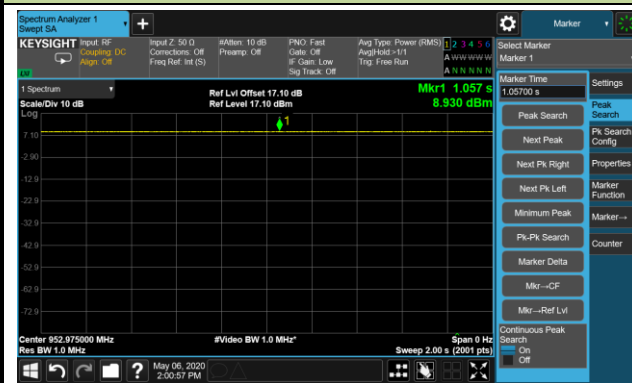 Spectrum Analyzer 1
Swept SA
+
Marker
KEYSIGHT
Input: RF
Coupling: DC
Align: Off
Input Z: 50 Ω
Corrections: Off
Freq Ref: Int (S)
#Atten: 10 dB
Preamp: Off
PNO: Fast
Gate: Off
IF Gain: Low
Sig Track: Off
Avg Type: Power (RMS)
Avg|Hold:>1/1
Trig: Free Run
1 2 3 4 5 6
A W W W W W
A N N N N N
Select Marker
Marker 1
1 Spectrum
Scale/Div 10 dB
Log
Ref Lvl Offset 17.10 dB
Ref Level 17.10 dBm
Mkr1 1.057 s
8.930 dBm
1
7.10
-2.90
-12.9
-22.9
-32.9
-42.9
-52.9
-62.9
-72.9
Center 952.975000 MHz
Res BW 1.0 MHz
#Video BW 1.0 MHz*
Span 0 Hz
Sweep 2.00 s (2001 pts)
Marker Time
1.05700 s
Peak Search
Next Peak
Next Pk Right
Next Pk Left
Minimum Peak
Pk-Pk Search
Marker Delta
Mkr→CF
Mkr→Ref Lvl
Continuous Peak
Search
On
Off
Settings
Peak
Search
Pk Search
Config
Properties
Marker
Function
Marker→
Counter
?
May 06, 2020
2:00:57 PM